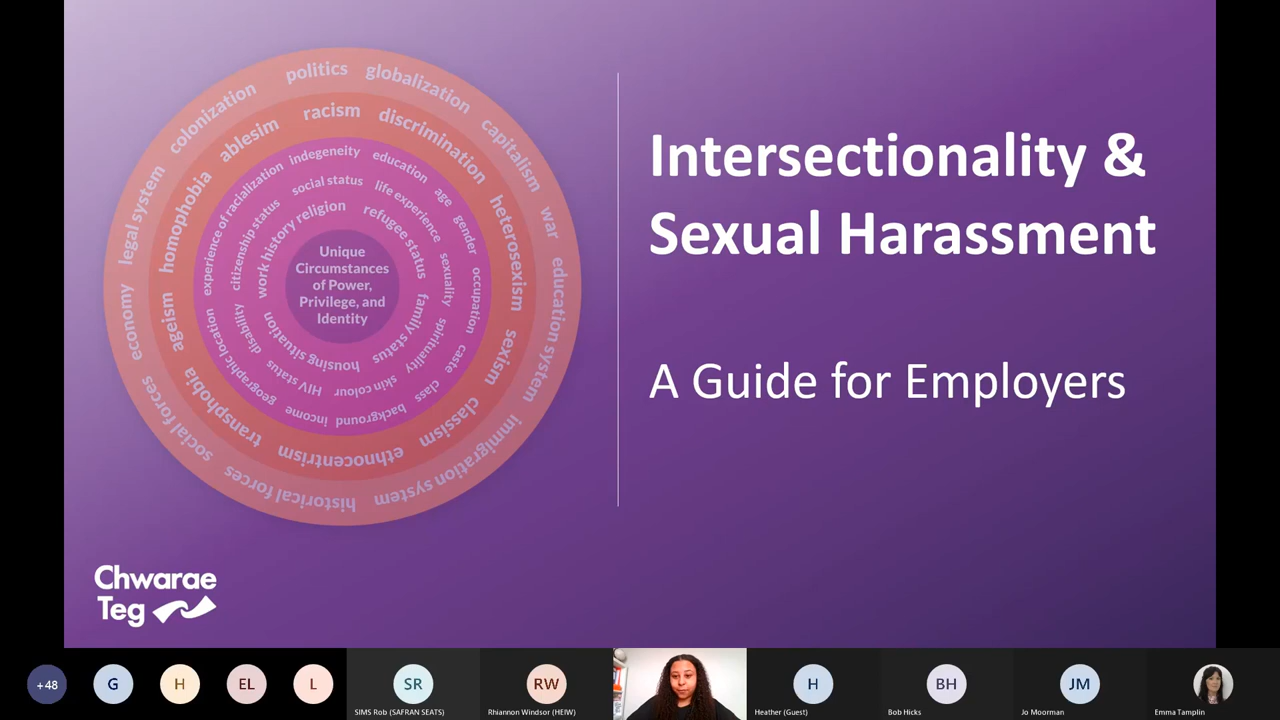 politics globalization capitalism war education system immigration system historical forces social forces economy legal system colonization
racism discrimination heterosexism sexism classism ethnocentrism transphobia ageism homophobia ablesim
indegeneity education age gender occupation caste class background income geographic location experience of racialization
social status life experience sexuality spirituality skin colour HIV status disability citizenship status
religion refugee status family status housing situation work history
Unique
Circumstances
of Power,
Privilege, and
Identity
Intersectionality &
Sexual Harassment
A Guide for Employers
Chwarae
Teg
+48
G
H
EL
L
SR
SIMS Rob (SAFRAN SEATS)
RW
Rhiannon Windsor (HEIW)
H
Heather (Guest)
BH
Bob Hicks
JM
Jo Moorman
Emma Tamplin